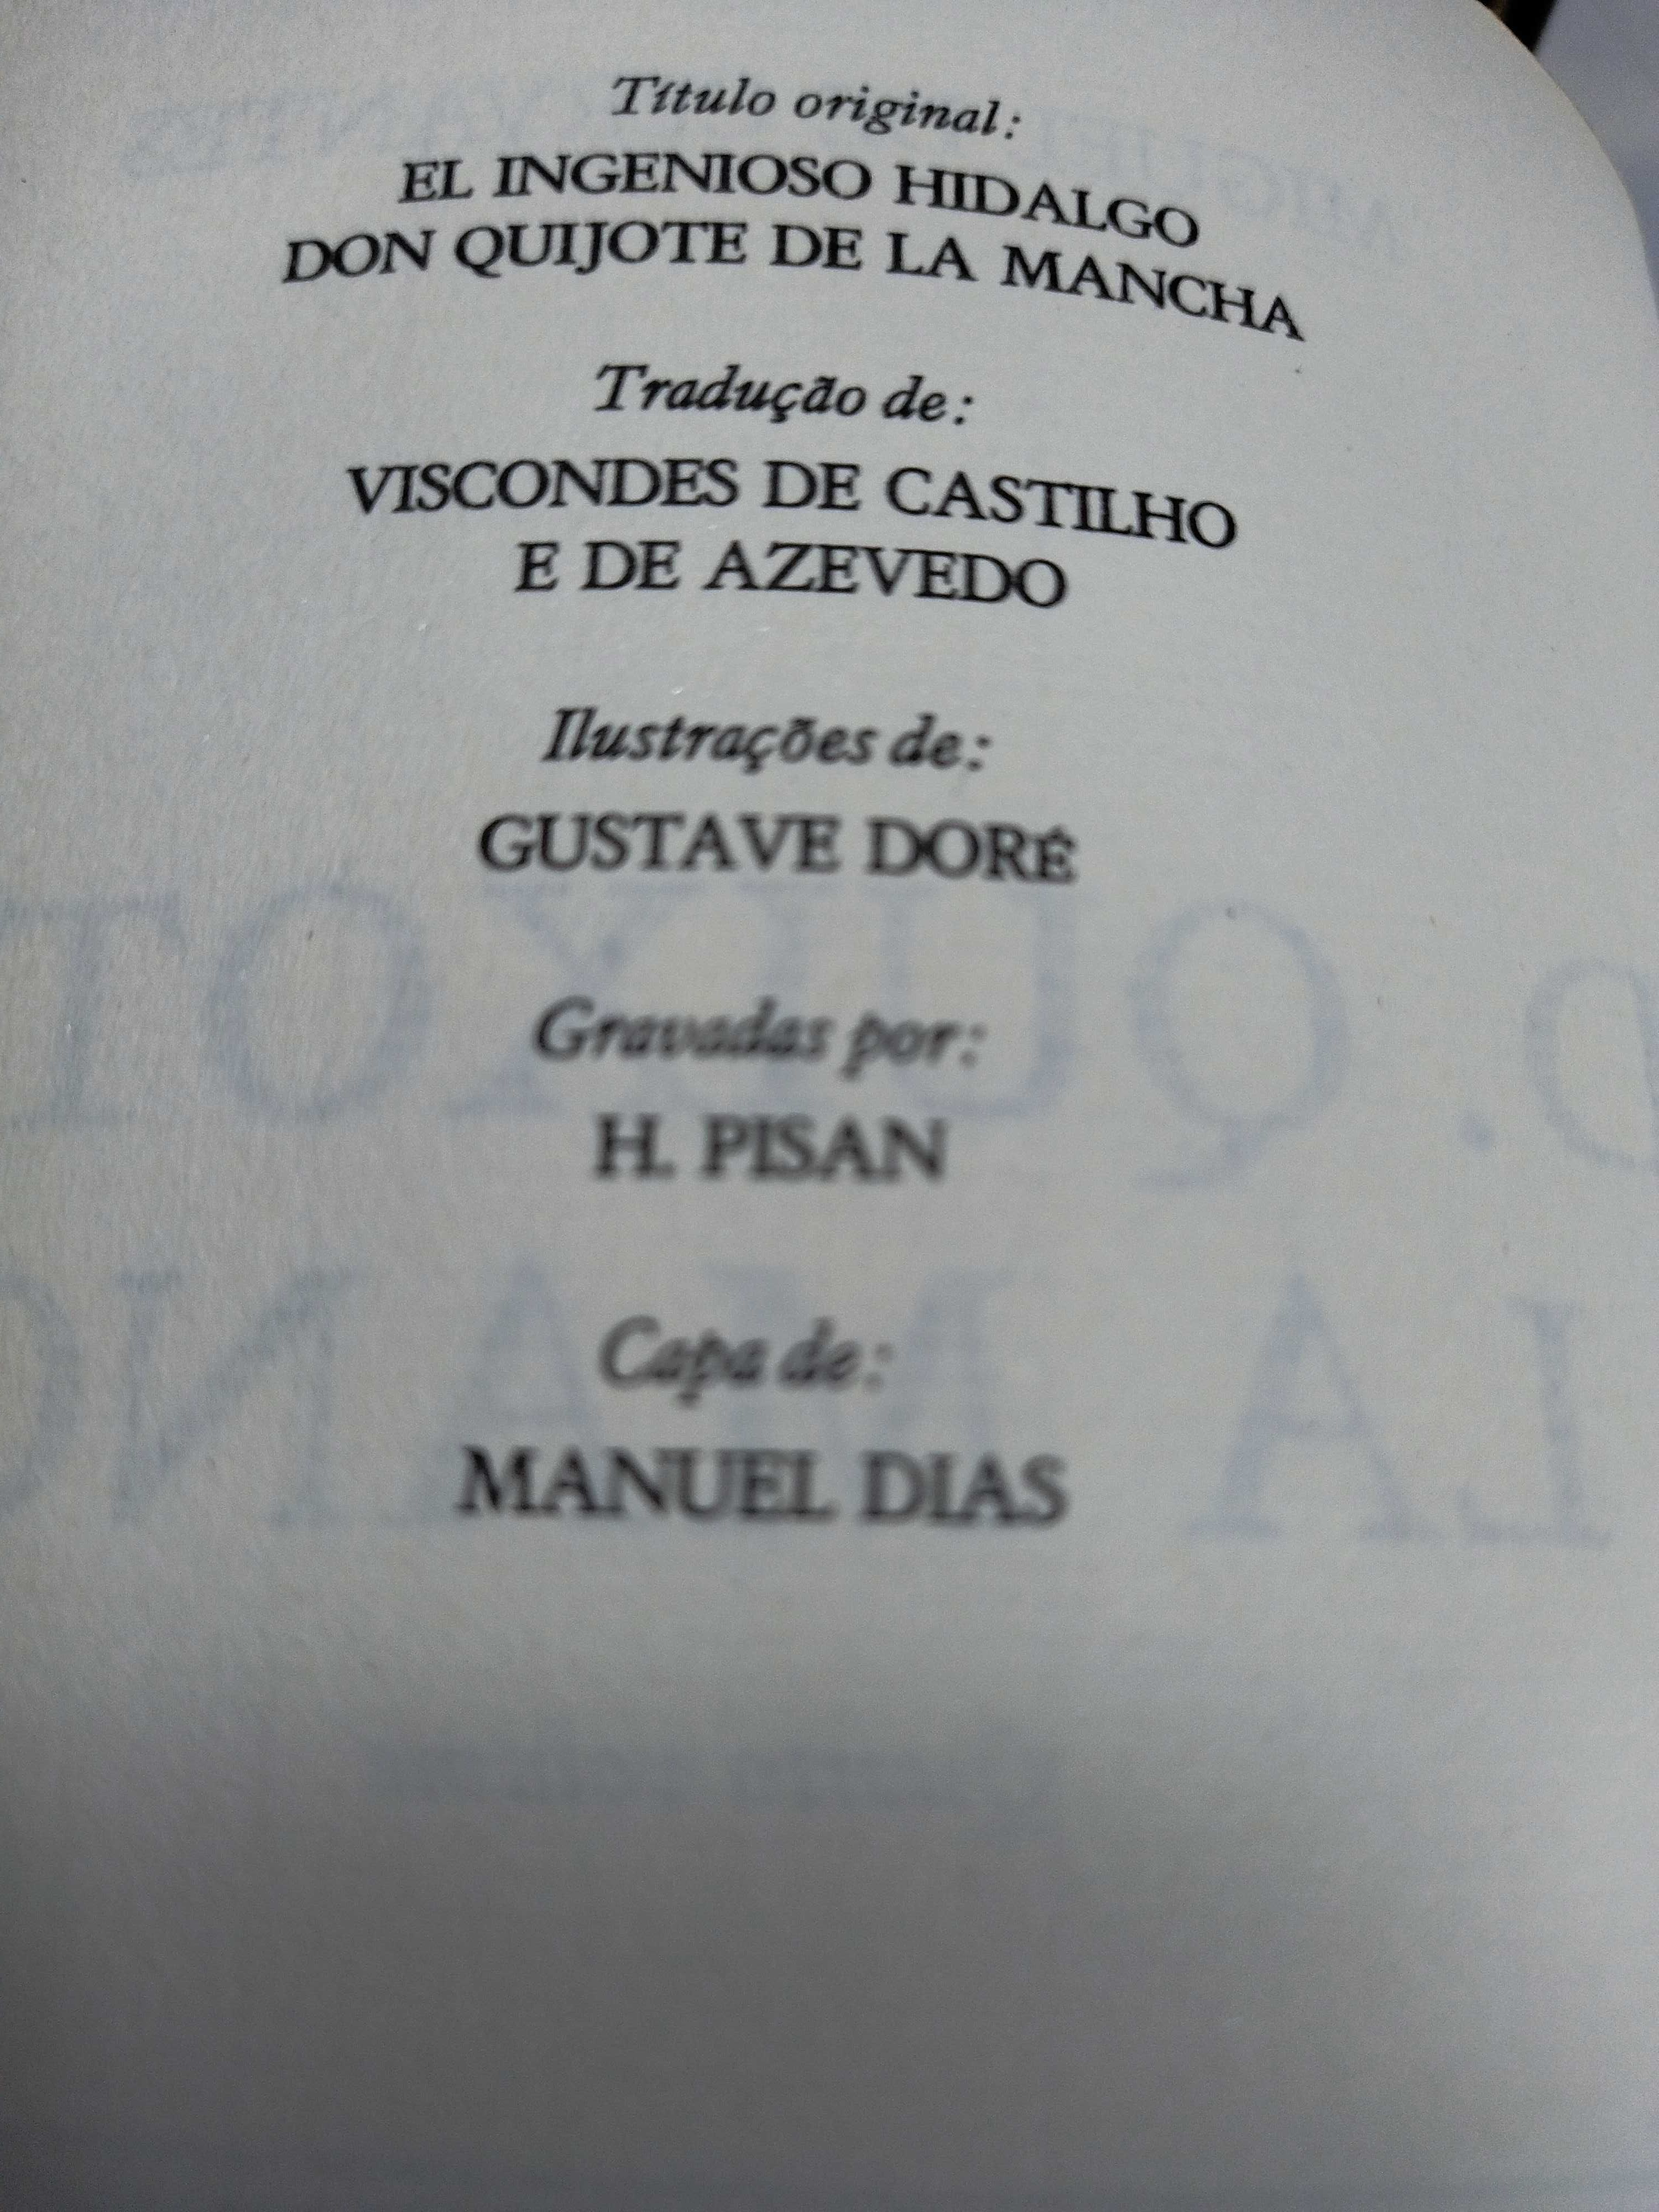 Título original:
EL INGENIOSO HIDALGO
DON QUIJOTE DE LA MANCHA
Tradução de:
VISCONDES DE CASTILHO
E DE AZEVEDO
Ilustrações de:
GUSTAVE DORÉ
Gravadas por:
H. PISAN
Capa de:
MANUEL DIAS